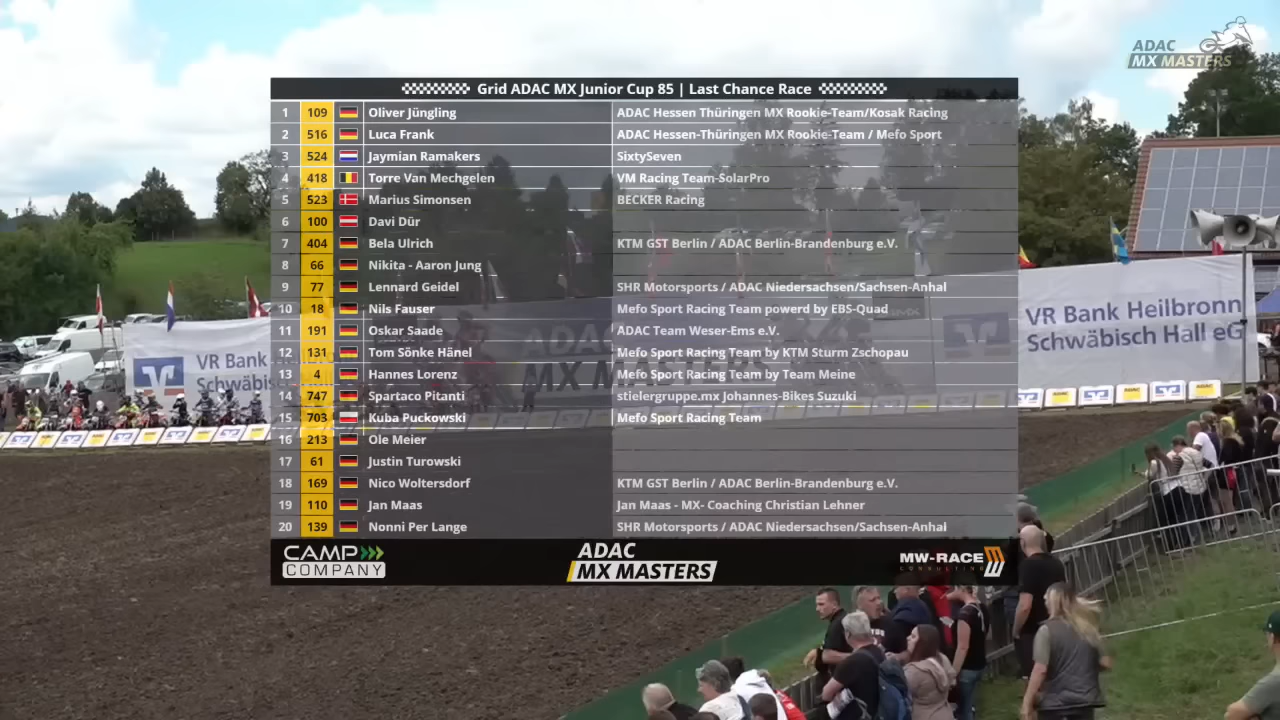 ADAC
MX MASTERS
Grid ADAC MX Junior Cup 85 | Last Chance Race
1 109 Oliver Jüngling ADAC Hessen Thüringen MX Rookie-Team/Kosak Racing
2 516 Luca Frank ADAC Hessen-Thüringen MX Rookie-Team / Mefo Sport
3 524 Jaymian Ramakers SixtySeven
4 418 Torre Van Mechgelen VM Racing Team-SolarPro
5 523 Marius Simonsen BECKER Racing
6 100 Davi Dür
7 404 Bela Ulrich KTM GST Berlin / ADAC Berlin-Brandenburg e.V.
8 66 Nikita - Aaron Jung
9 77 Lennard Geidel SHR Motorsports / ADAC Niedersachsen/Sachsen-Anhal
10 18 Nils Fauser Mefo Sport Racing Team powerd by EBS-Quad
11 191 Oskar Saade ADAC Team Weser-Ems e.V.
12 131 Tom Sönke Hänel Mefo Sport Racing Team by KTM Sturm Zschopau
13 4 Hannes Lorenz Mefo Sport Racing Team by Team Meine
14 747 Spartaco Pitanti stielergruppe.mx Johannes-Bikes Suzuki
15 703 Kuba Puckowski Mefo Sport Racing Team
16 213 Ole Meier
17 61 Justin Turowski
18 169 Nico Woltersdorf KTM GST Berlin / ADAC Berlin-Brandenburg e.V.
19 110 Jan Maas Jan Maas - MX- Coaching Christian Lehner
20 139 Nonni Per Lange SHR Motorsports / ADAC Niedersachsen/Sachsen-Anhal
CAMP
COMPANY
ADAC
MX MASTERS
MW-RACE
CONSULTING
VR Bank
Schwäbis
ADAC
MX MASTERS
VR Bank Heilbronn
Schwäbisch Hall eG